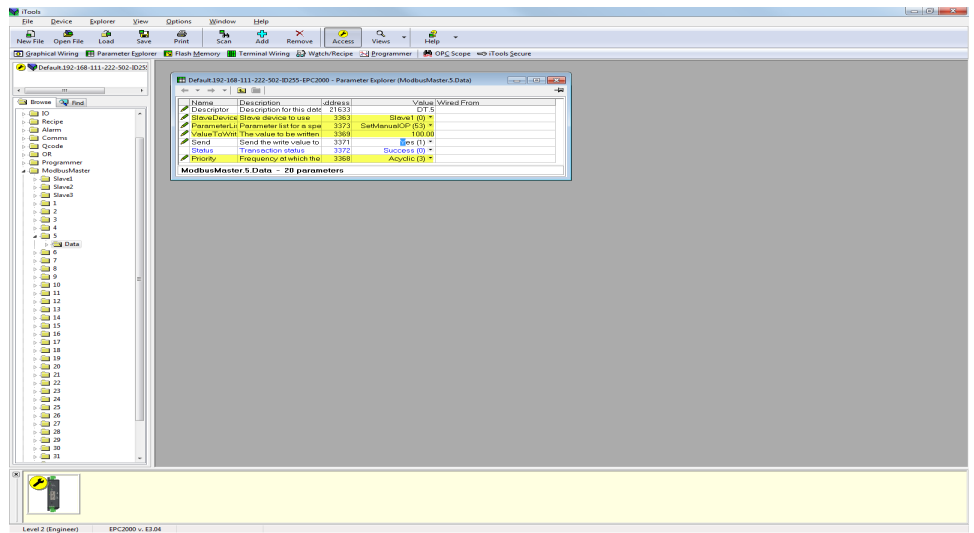 iTools
File Device Explorer View Options Window Help
New File Open File Load Save Print Scan Add Remove Access Views Help
Graphical Wiring Parameter Explorer Flash Memory Terminal Wiring Watch/Recipe Programmer OPC Scope iTools Secure
Default.192-168-111-222-502-ID255
Browse Find
IO
Recipe
Alarm
Comms
Qcode
OR
Programmer
ModbusMaster
Slave1
Slave2
Slave3
1
2
3
4
5
Data
6
7
8
9
10
11
12
13
14
15
16
17
18
19
20
21
22
23
24
25
26
27
28
29
30
31
Default.192-168-111-222-502-ID255-EPC2000 - Parameter Explorer (ModbusMaster.5.Data)
Name Description ddress Value Wired From
Descriptor Description for this date 21633 DT.5
SlaveDevice Slave device to use 3363 Slave1 (0)
ParameterLi Parameter list for a spe 3373 SetManualOP (53)
ValueToWrit The value to be written 3369 100.00
Send Send the write value to 3371 Yes (1)
Status Transaction status 3372 Success (0)
Priority Frequency at which the 3368 Acyclic (3)
ModbusMaster.5.Data - 20 parameters
Level 2 (Engineer) EPC2000 v. E3.04